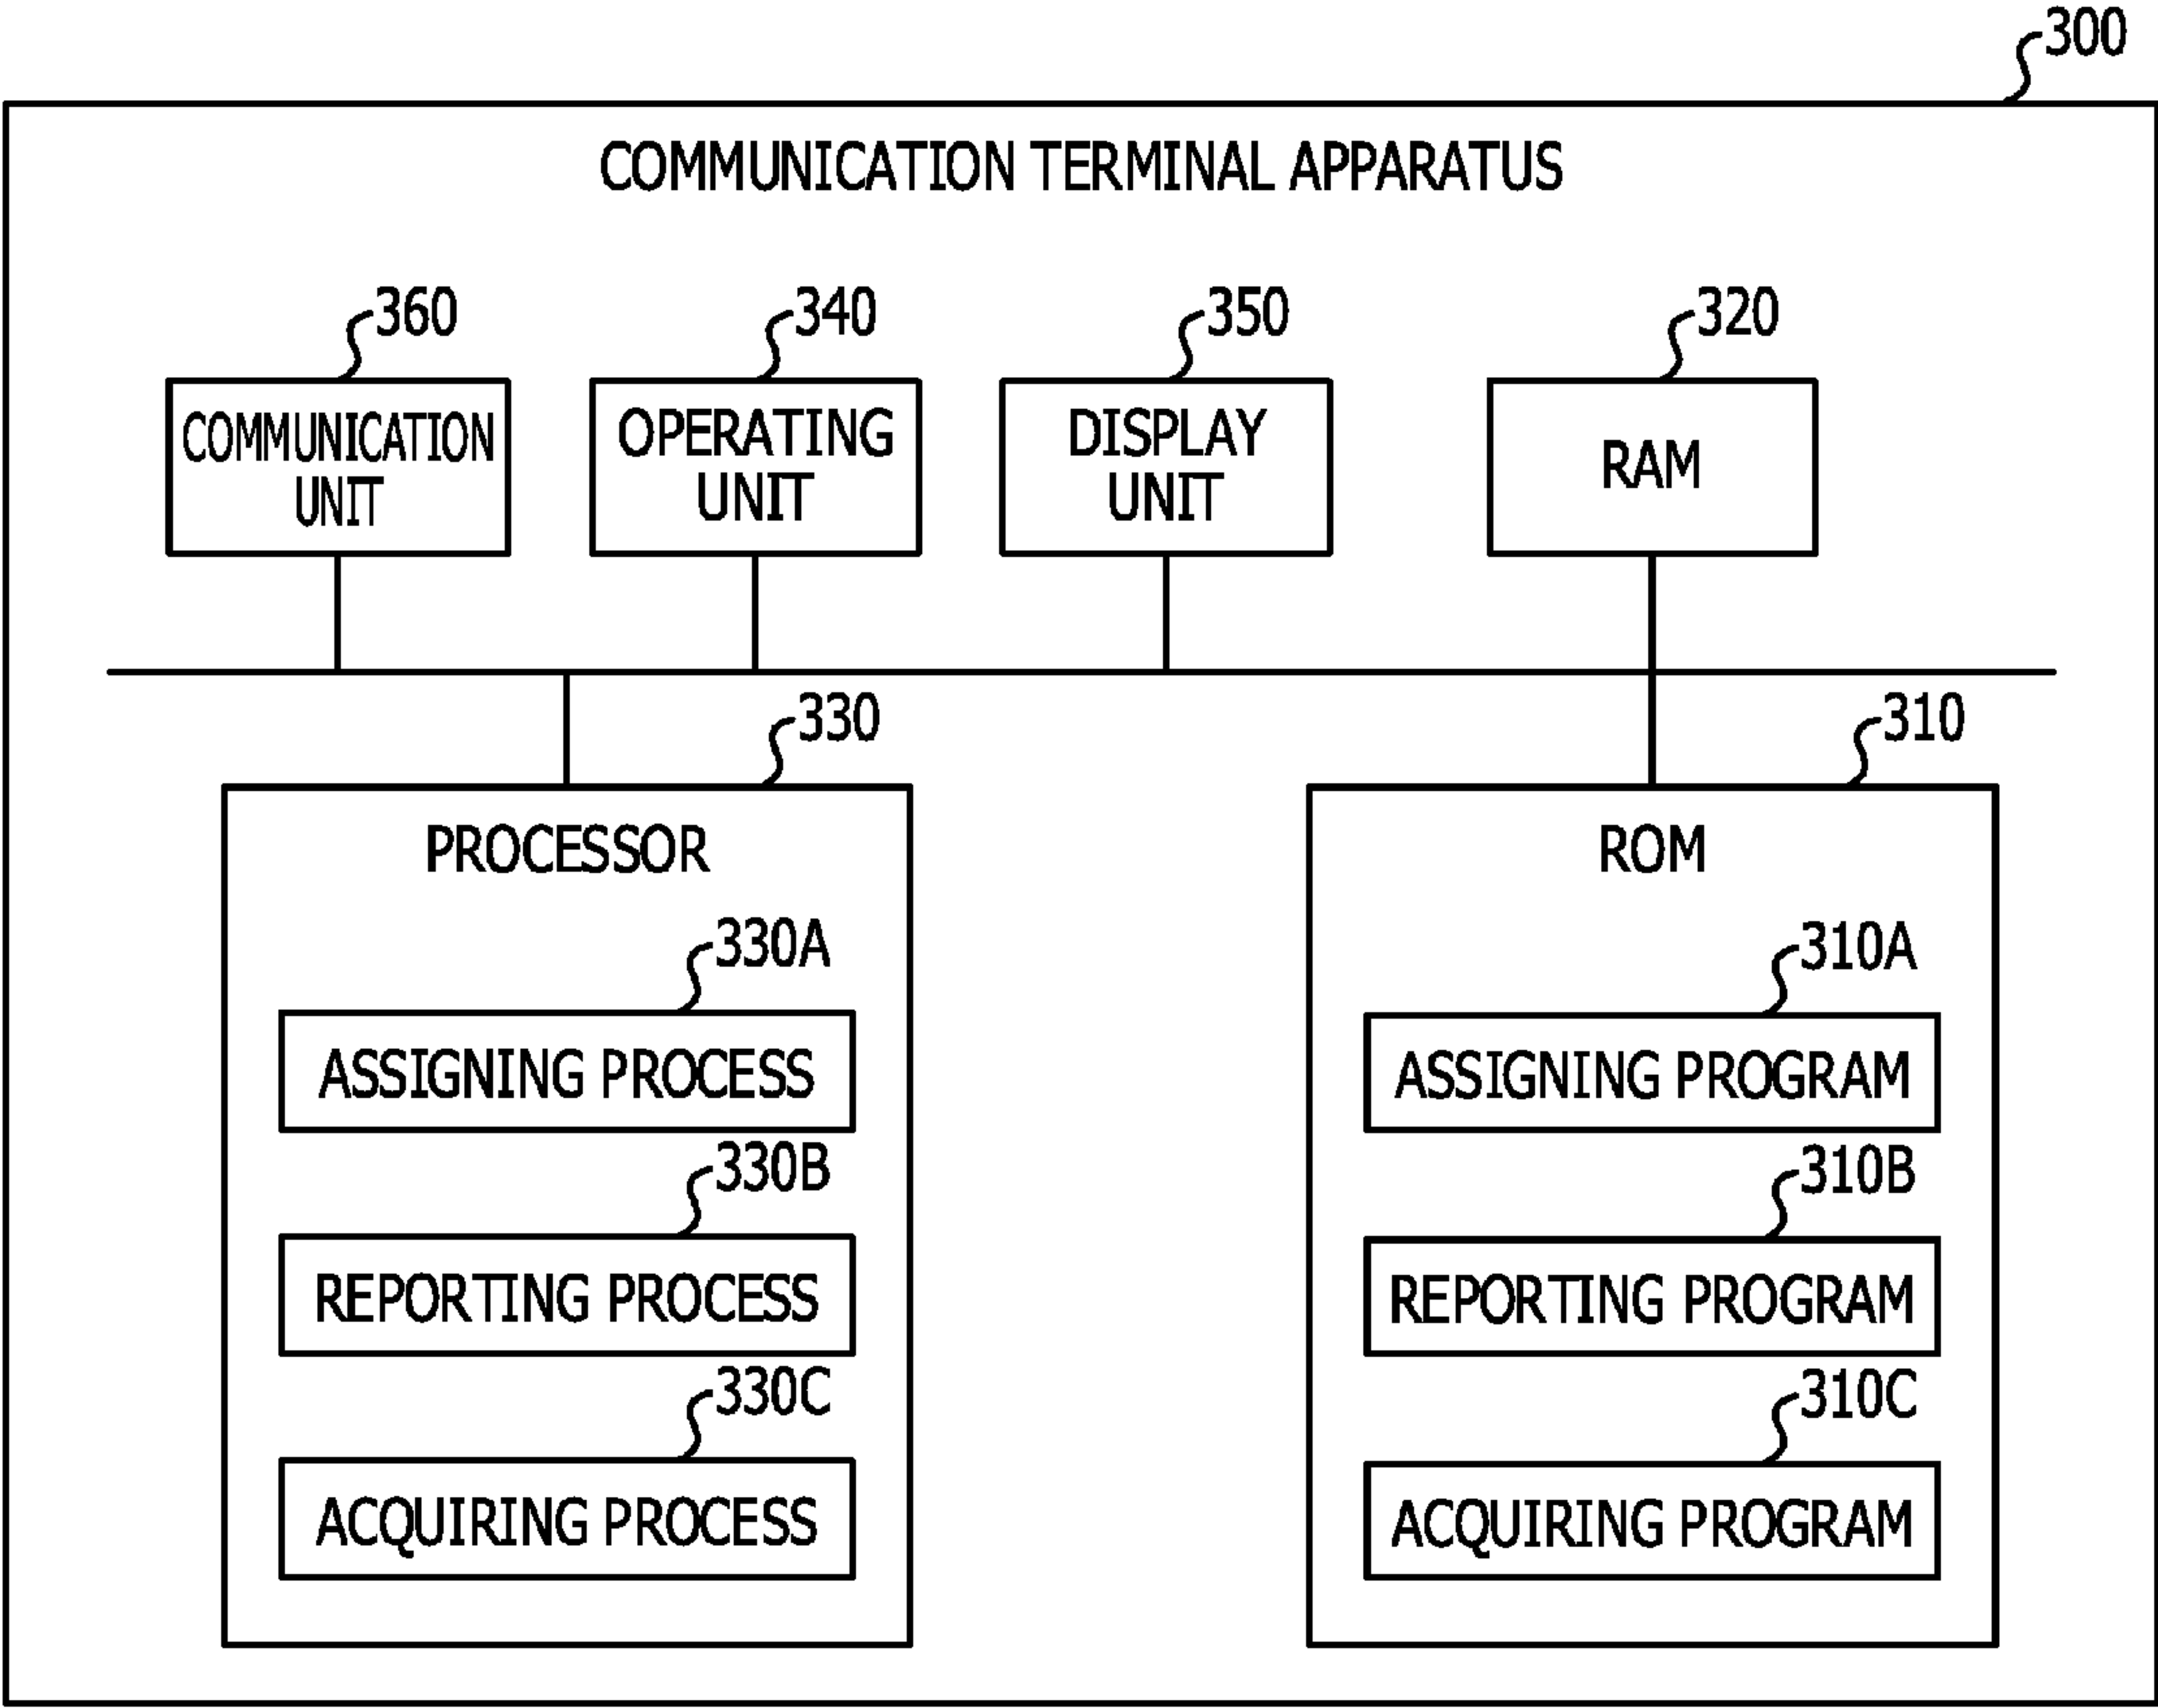 300
COMMUNICATION TERMINAL APPARATUS
360
340
350
320
COMMUNICATION
UNIT
OPERATING
UNIT
DISPLAY
UNIT
RAM
330
310
PROCESSOR
330A
ASSIGNING PROCESS
330B
REPORTING PROCESS
330C
ACQUIRING PROCESS
ROM
310A
ASSIGNING PROGRAM
310B
REPORTING PROGRAM
310C
ACQUIRING PROGRAM